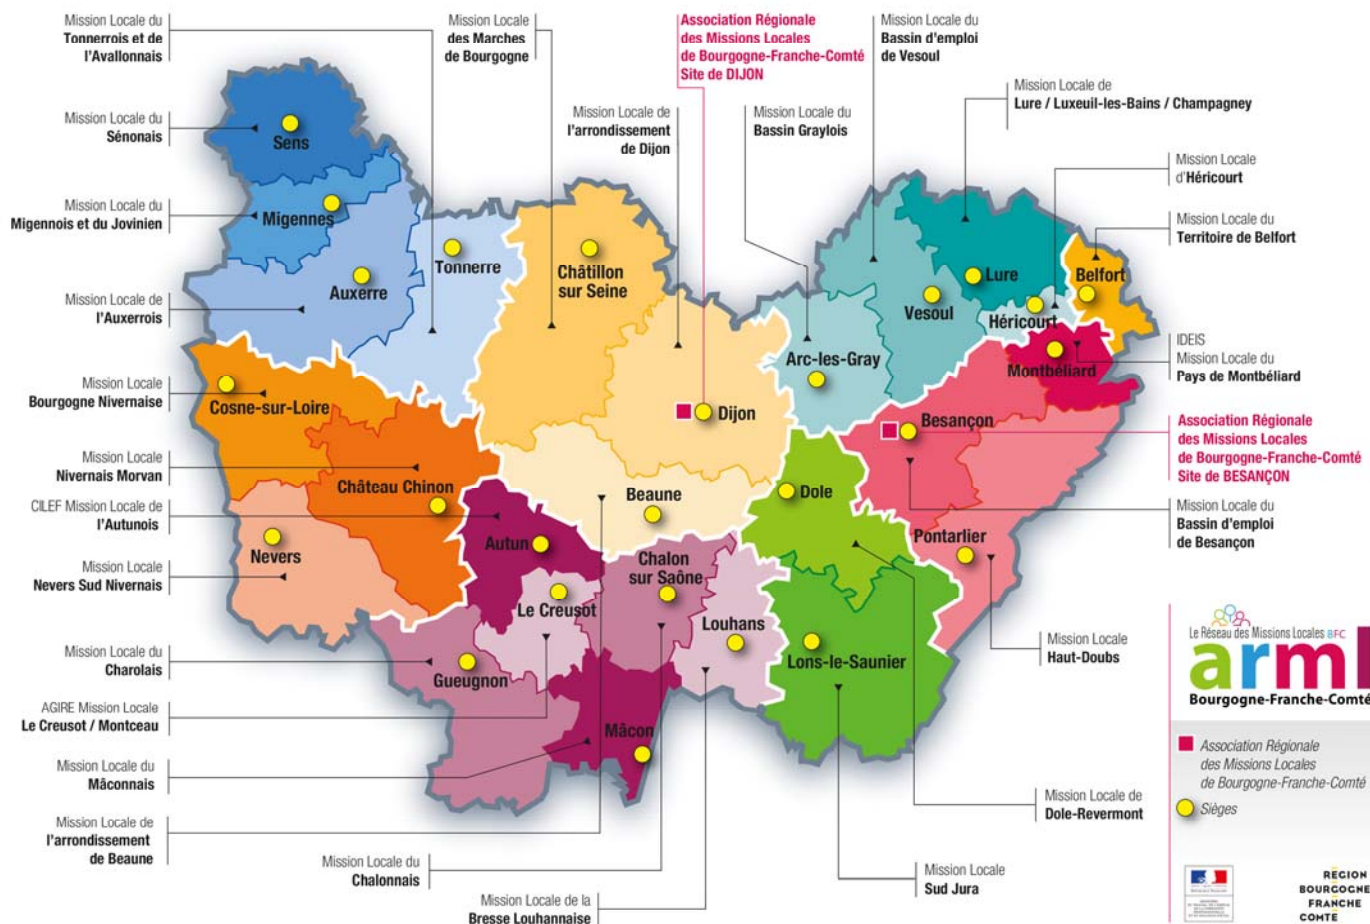 Mission Locale du
Tonnerrois et de
l'Avallonnais
Mission Locale
des Marches
de Bourgogne
Association Régionale
des Missions Locales
de Bourgogne-Franche-Comté
Site de DIJON
Mission Locale du
Bassin d'emploi
de Vesoul
Mission Locale de
Lure / Luxeuil-les-Bains / Champagney
Mission Locale du
Sénonais
Mission Locale de
l'arrondissement
de Dijon
Mission Locale du
Bassin Graylois
Mission Locale
d'Héricourt
Mission Locale du
Migennois et du Jovinien
Mission Locale du
Territoire de Belfort
Mission Locale de
l'Auxerrois
IDEIS
Mission Locale du
Pays de Montbéliard
Mission Locale
Bourgogne Nivernaise
Association Régionale
des Missions Locales
de Bourgogne-Franche-Comté
Site de BESANÇON
Mission Locale
Nivernais Morvan
CILEF Mission Locale de
l'Autunois
Mission Locale du
Bassin d'emploi
de Besançon
Mission Locale
Nevers Sud Nivernais
Mission Locale
Haut-Doubs
Mission Locale du
Charolais
AGIRE Mission Locale
Le Creusot / Montceau
Mission Locale du
Mâconnais
Mission Locale de
Dole-Revermont
Mission Locale de
l'arrondissement
de Beaune
Mission Locale du
Chalonnais
Mission Locale
Sud Jura
Mission Locale de la
Bresse Louhannaise
Sens
Migennes
Auxerre
Tonnerre
Châtillon
sur Seine
Lure
Belfort
Vesoul
Héricourt
Arc-les-Gray
Montbéliard
Cosne-sur-Loire
Dijon
Besançon
Château Chinon
Beaune
Dole
Nevers
Autun
Pontarlier
Chalon
sur Saône
Le Creusot
Louhans
Lons-le-Saunier
Gueugnon
Mâcon
Le Réseau des Missions Locales BFC
arml
Bourgogne-Franche-Comté
Association Régionale
des Missions Locales
de Bourgogne-Franche-Comté
Sièges
RÉGION
BOURGOGNE
FRANCHE
COMTÉ